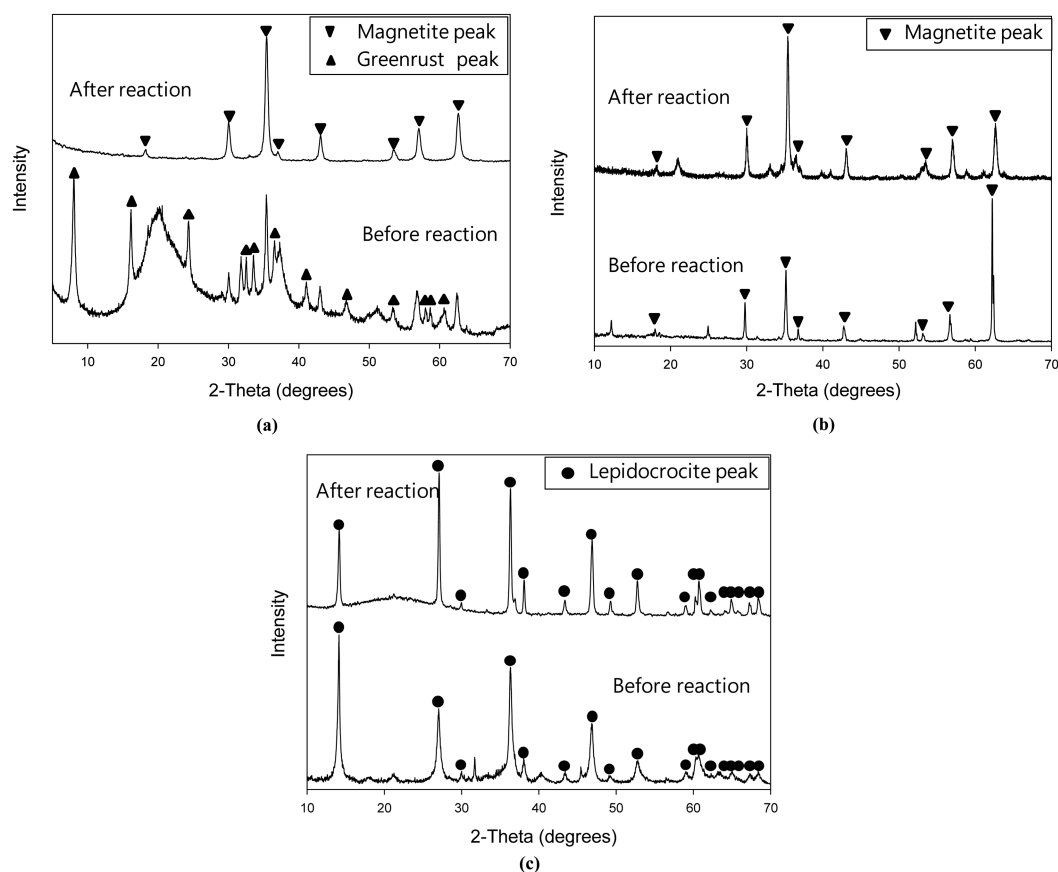 Magnetite peak
Greenrust peak
After reaction
Before reaction
Intensity
10 20 30 40 50 60 70
2-Theta (degrees)
(a)
Magnetite peak
After reaction
Before reaction
Intensity
10 20 30 40 50 60 70
2-Theta (degrees)
(b)
Lepidocrocite peak
After reaction
Before reaction
Intensity
10 20 30 40 50 60 70
2-Theta (degrees)
(c)